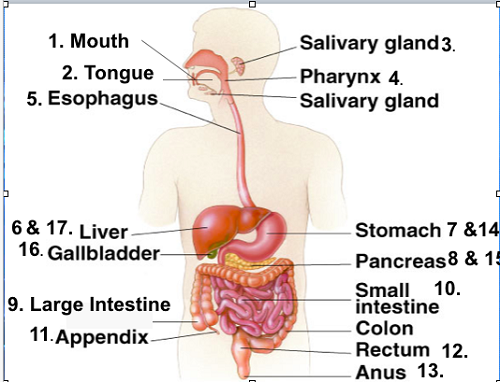 1. Mouth
2. Tongue
5. Esophagus
Salivary gland 3.
Pharynx 4.
Salivary gland
6 & 17. Liver
16. Gallbladder
9. Large Intestine
11. Appendix
Stomach 7 &14
Pancreas 8 & 15
Small 10.
intestine
Colon
Rectum 12.
Anus 13.